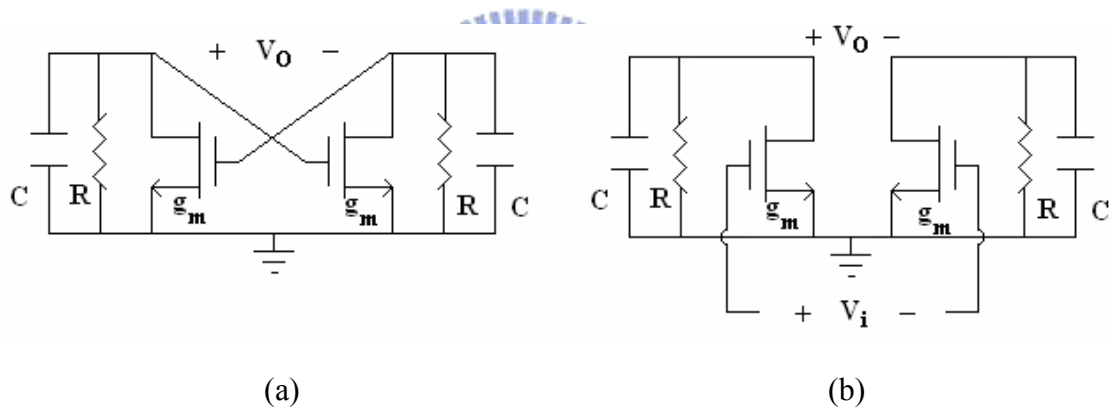 + V_O −
+ V_O −
C R g_m g_m R C
C R g_m g_m R C
+ V_i −
(a) (b)